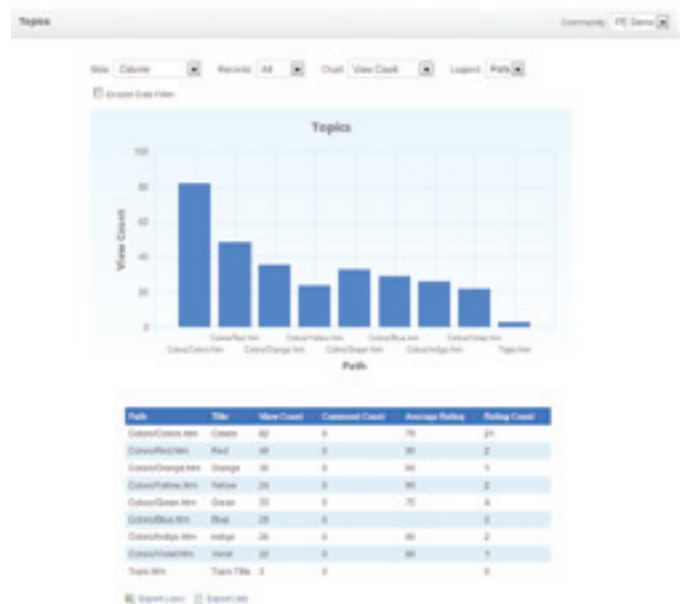 Topics
Community PE Demo
Style Column Records All Chart View Count Legend Path
Enable Date Filter
Topics
View Count
100
80
60
40
20
0
Colors/Red.htm Colors/Yellow.htm Colors/Blue.htm Colors/Violet.htm
Colors/Colors.htm Colors/Orange.htm Colors/Green.htm Colors/Indigo.htm Topic.htm
Path
Path Title View Count Comment Count Average Rating Rating Count
Colors/Colors.htm Colors 82 0 79 21
Colors/Red.htm Red 49 0 2
Colors/Orange.htm Orange 36 0 1
Colors/Yellow.htm Yellow 24 0 2
Colors/Green.htm Green 33 0 75 4
Colors/Blue.htm Blue 29 0 0
Colors/Indigo.htm Indigo 26 0 2
Colors/Violet.htm Violet 22 0 1
Topic.htm Topic Title 3 0 0
Export (.csv) Export (.txt)